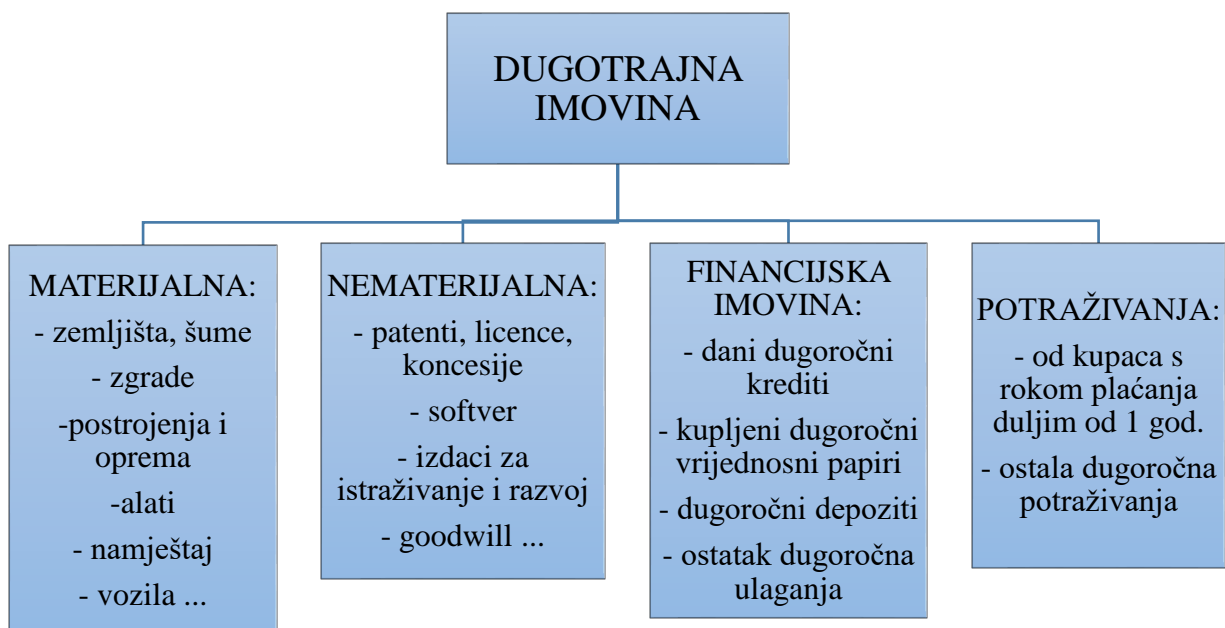 DUGOTRAJNA
IMOVINA
MATERIJALNA:
- zemljišta, šume
- zgrade
-postrojenja i
oprema
-alati
- namještaj
- vozila ...
NEMATERIJALNA:
- patenti, licence,
koncesije
- softver
- izdaci za
istraživanje i razvoj
- goodwill ...
FINANCIJSKA
IMOVINA:
- dani dugoročni
krediti
- kupljeni dugoročni
vrijednosni papiri
- dugoročni depoziti
- ostatak dugoročna
ulaganja
POTRAŽIVANJA:
- od kupaca s
rokom plaćanja
duljim od 1 god.
- ostala dugoročna
potraživanja